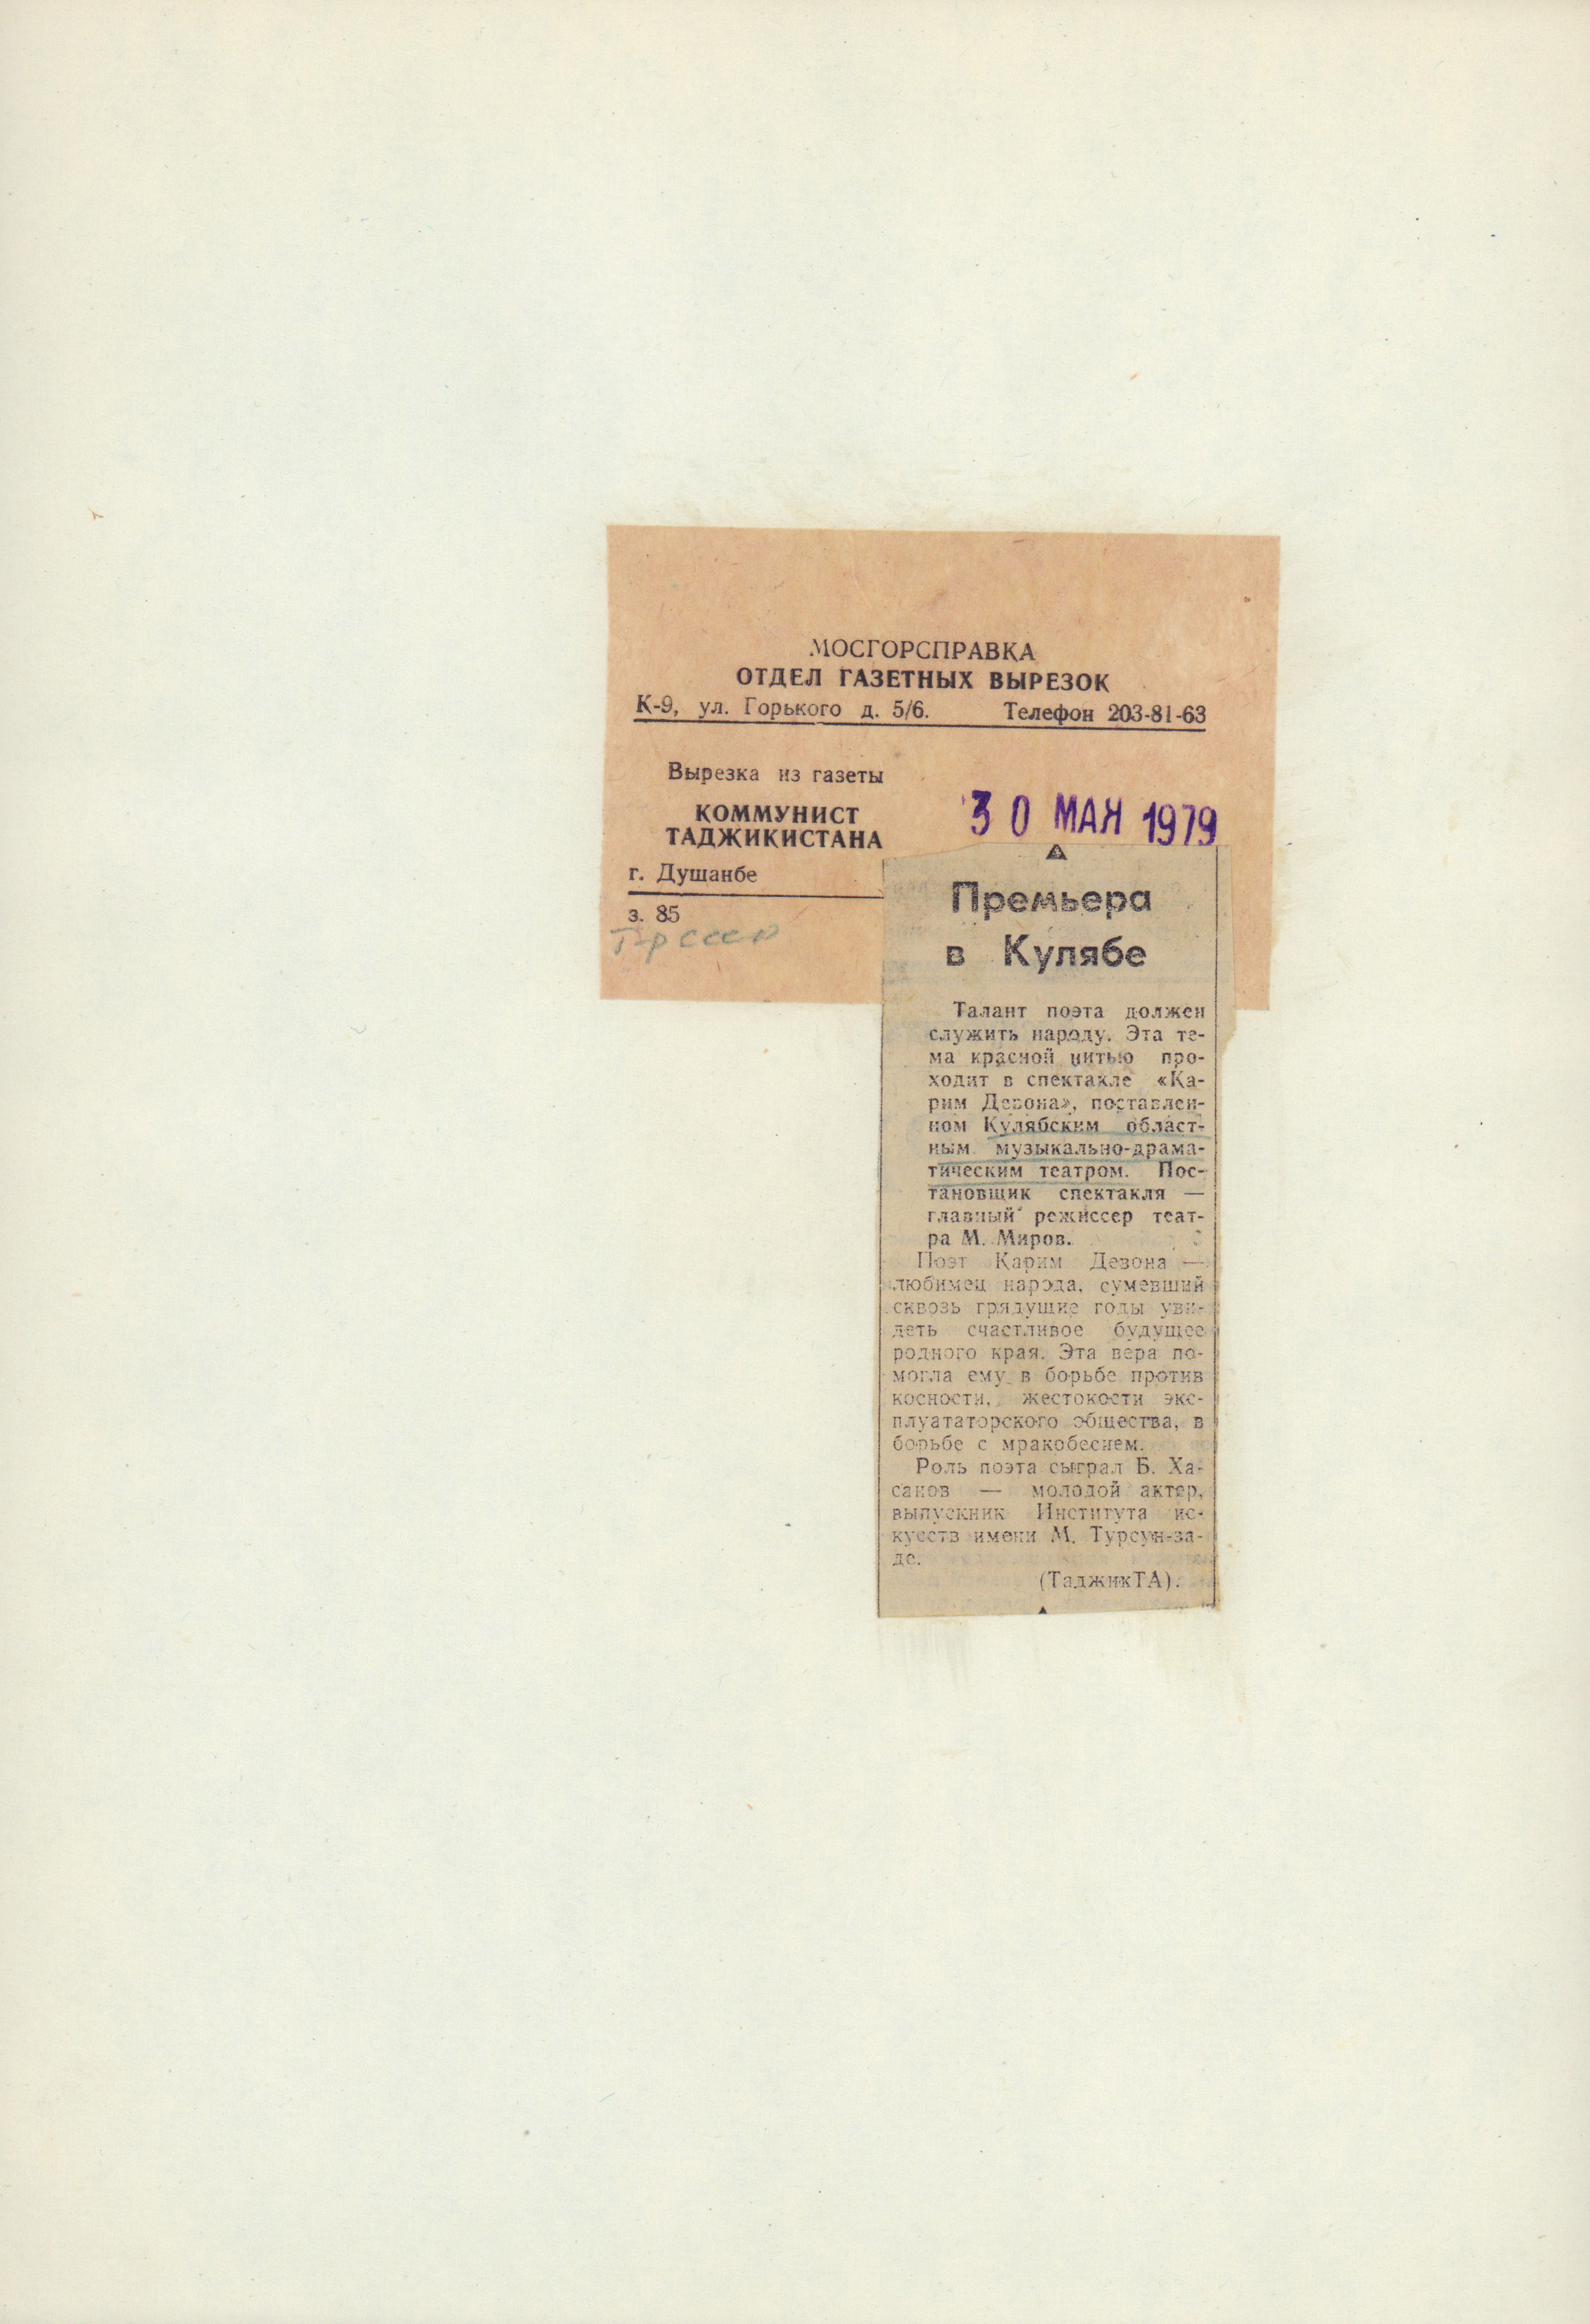 МОСГОРСПРАВКА
ОТДЕЛ ГАЗЕТНЫХ ВЫРЕЗОК
К-9, ул. Горького д. 5/6. Телефон 203-81-63
Вырезка из газеты
КОММУНИСТ
ТАДЖИКИСТАНА
30 МАЯ 1979
г. Душанбе
з. 85
Премьера
в Кулябе
Талант поэта должен
служить народу. Эта те-
ма красной нитью про-
ходит в спектакле «Ка-
рим Девона», поставлен-
ном Кулябским област-
ным музыкально-драма-
тическим театром. Пос-
тановщик спектакля —
главный режиссер теат-
ра М. Миров.
Поэт Карим Девона —
любимец народа, сумевший
сквозь грядущие годы уви-
деть счастливое будущее
родного края. Эта вера по-
могла ему в борьбе против
косности, жестокости экс-
плуататорского общества, в
борьбе с мракобесием.
Роль поэта сыграл Б. Ха-
санов — молодой актер,
выпускник Института ис-
кусств имени М. Турсун-за-
де.
(ТаджикТА).